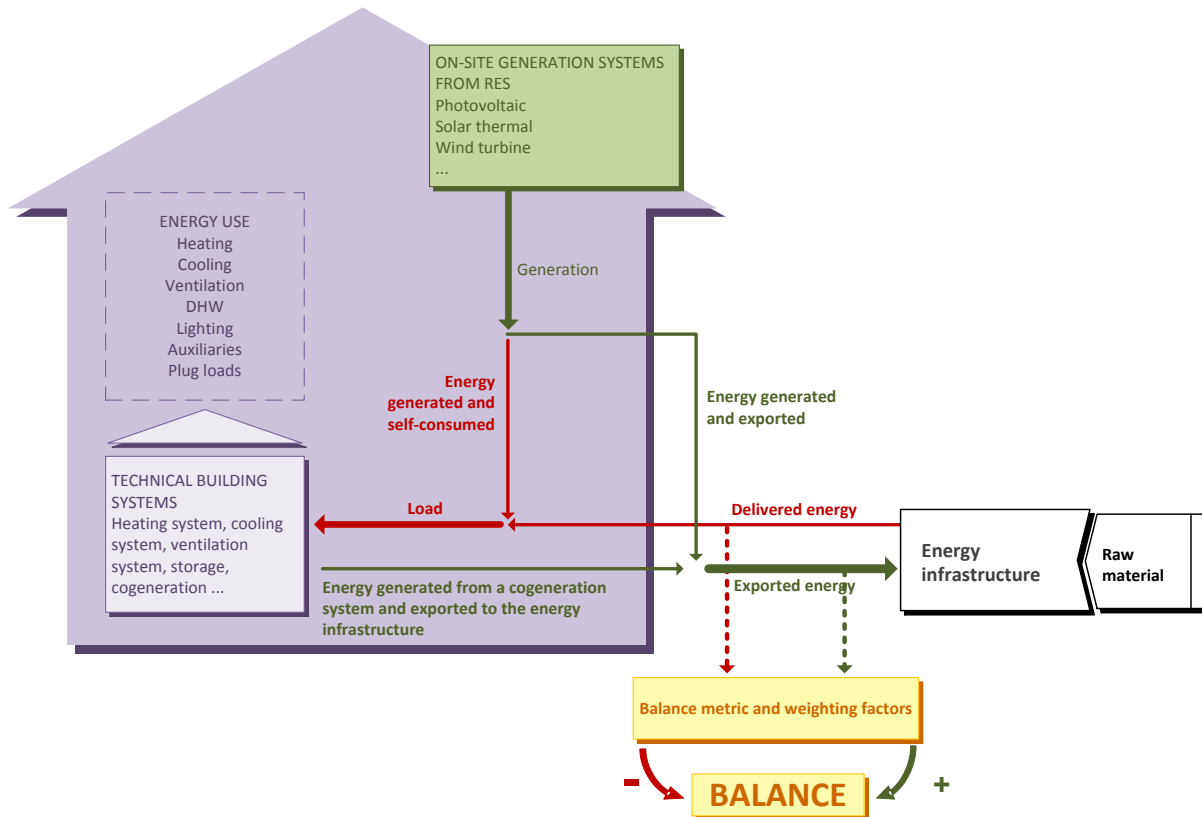 ON-SITE GENERATION SYSTEMS
FROM RES
Photovoltaic
Solar thermal
Wind turbine
...
ENERGY USE
Heating
Cooling
Ventilation
DHW
Lighting
Auxiliaries
Plug loads
Generation
Energy
generated and
self-consumed
Energy generated
and exported
TECHNICAL BUILDING
SYSTEMS
Heating system, cooling
system, ventilation
system, storage,
cogeneration ...
Load
Delivered energy
Energy
infrastructure
Raw
material
Energy generated from a cogeneration
system and exported to the energy
infrastructure
Exported energy
Balance metric and weighting factors
-
BALANCE
+